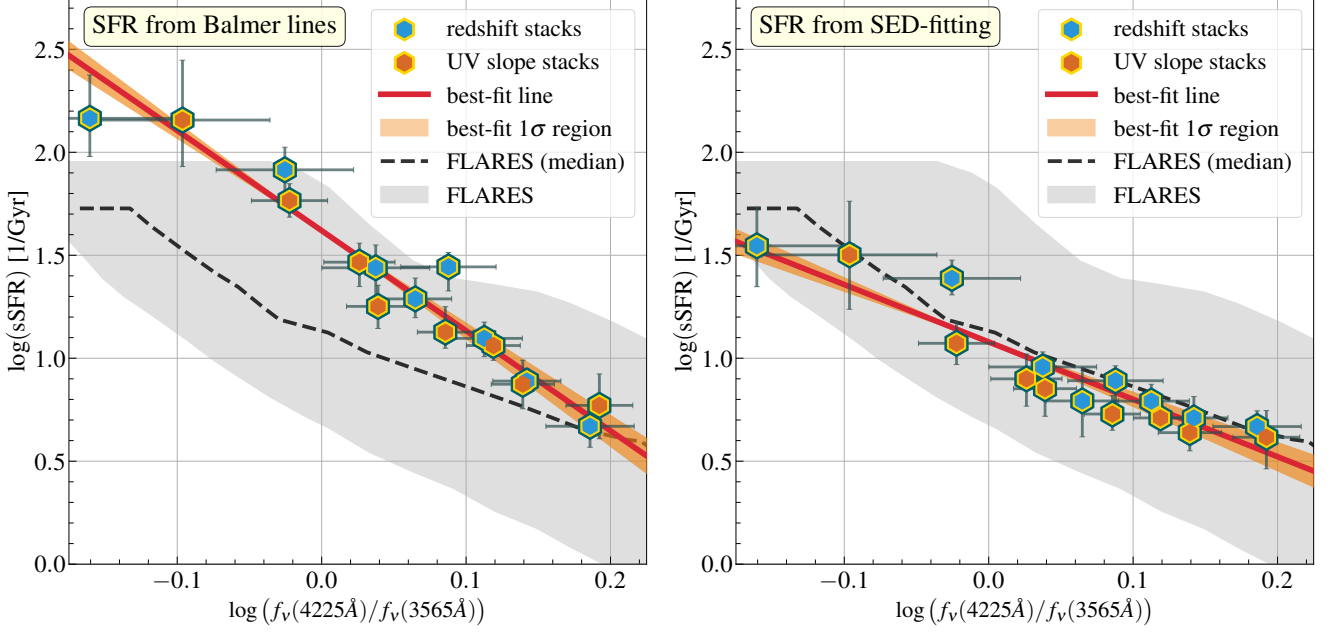 SFR from Balmer lines
redshift stacks
UV slope stacks
best-fit line
best-fit 1σ region
FLARES (median)
FLARES
log(sSFR) [1/Gyr]
2.5
2.0
1.5
1.0
0.5
0.0
−0.1
0.0
0.1
0.2
log (fν(4225Å)/fν(3565Å))
SFR from SED-fitting
redshift stacks
UV slope stacks
best-fit line
best-fit 1σ region
FLARES (median)
FLARES
log(sSFR) [1/Gyr]
2.5
2.0
1.5
1.0
0.5
0.0
−0.1
0.0
0.1
0.2
log (fν(4225Å)/fν(3565Å))